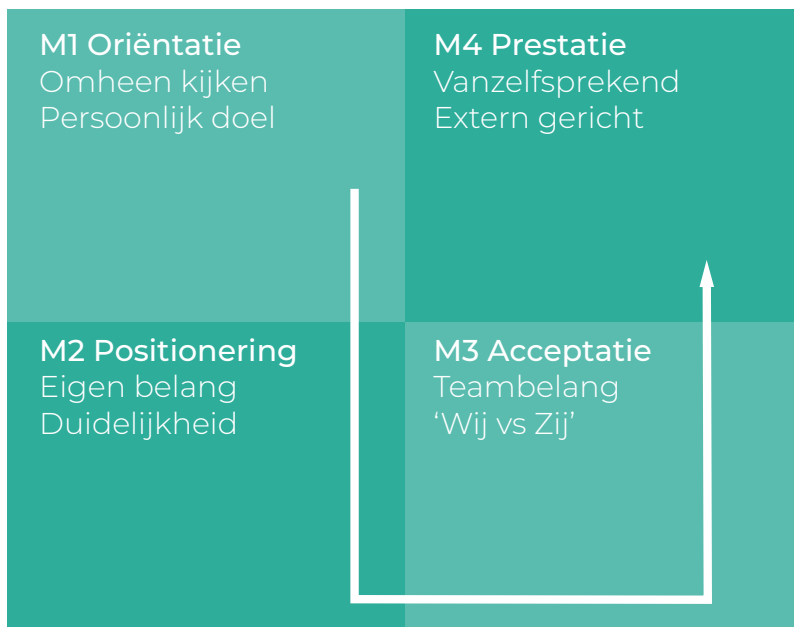 M1 Oriëntatie
Omheen kijken
Persoonlijk doel
M4 Prestatie
Vanzelfsprekend
Extern gericht
M2 Positionering
Eigen belang
Duidelijkheid
M3 Acceptatie
Teambelang
‘Wij vs Zij’